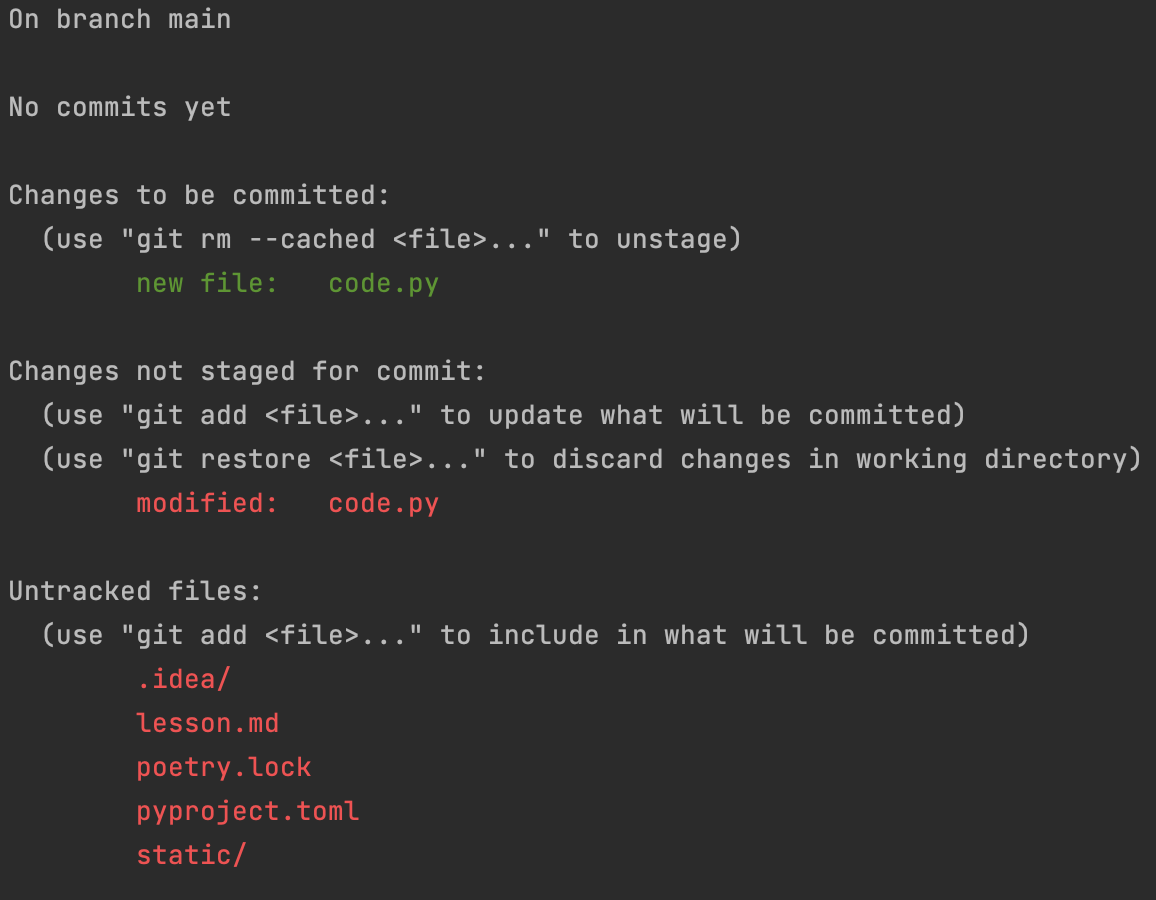 On branch main
No commits yet
Changes to be committed:
  (use "git rm --cached <file>..." to unstage)
        new file:   code.py
Changes not staged for commit:
  (use "git add <file>..." to update what will be committed)
  (use "git restore <file>..." to discard changes in working directory)
        modified:   code.py
Untracked files:
  (use "git add <file>..." to include in what will be committed)
        .idea/
        lesson.md
        poetry.lock
        pyproject.toml
        static/